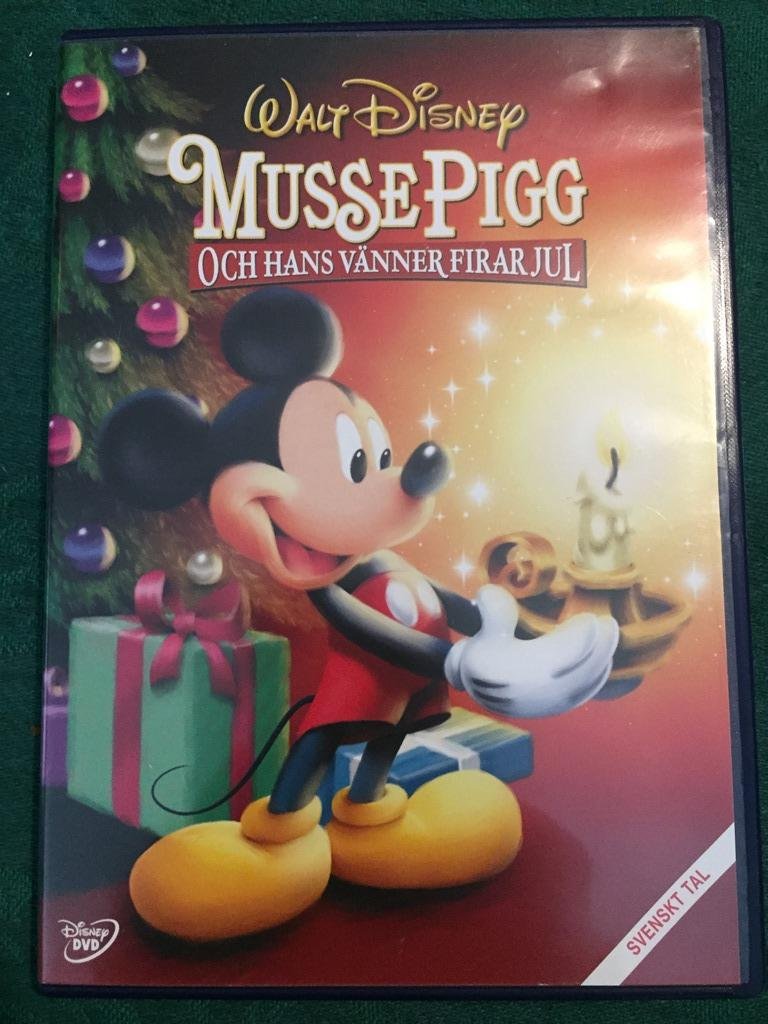 WALT DISNEY
MUSSE PIGG
OCH HANS VÄNNER FIRAR JUL
SVENSKT TAL
DISNEY
DVD